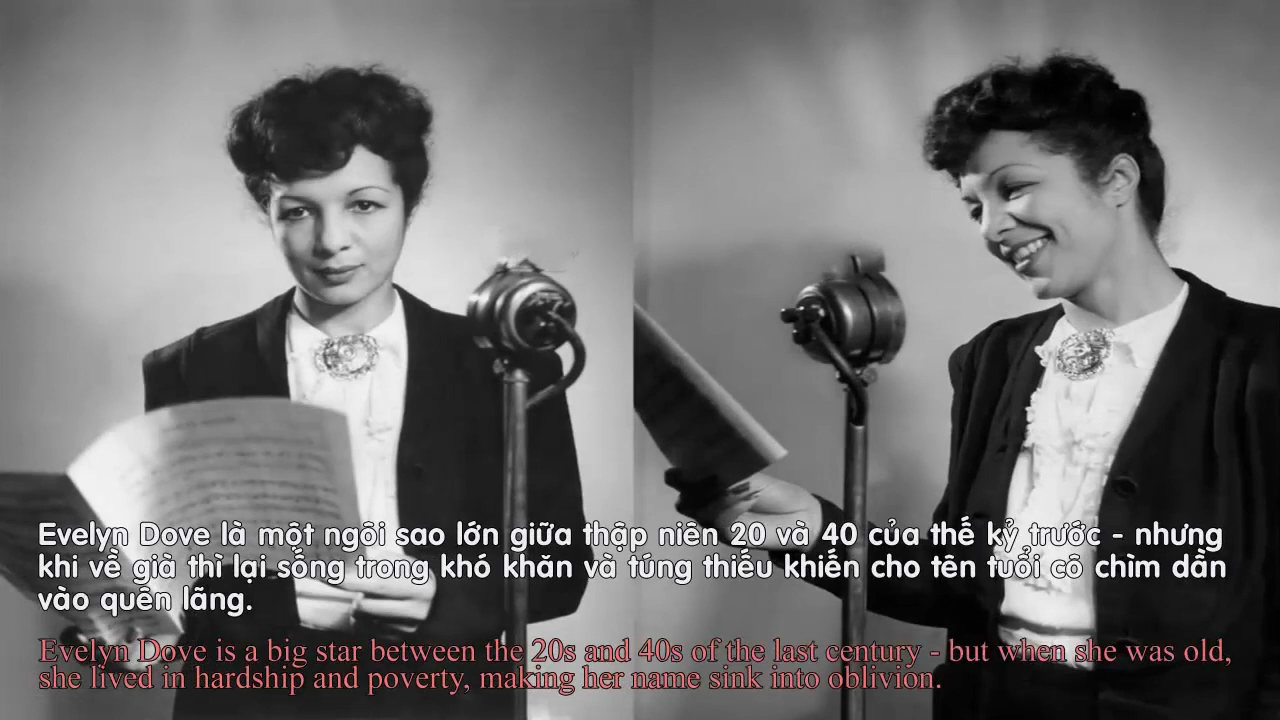 Evelyn Dove là một ngôi sao lớn giữa thập niên 20 và 40 của thế kỷ trước - nhưng
khi về già thì lại sống trong khó khăn và túng thiếu khiến cho tên tuổi cô chìm dần
vào quên lãng.
Evelyn Dove is a big star between the 20s and 40s of the last century - but when she was old,
she lived in hardship and poverty, making her name sink into oblivion.